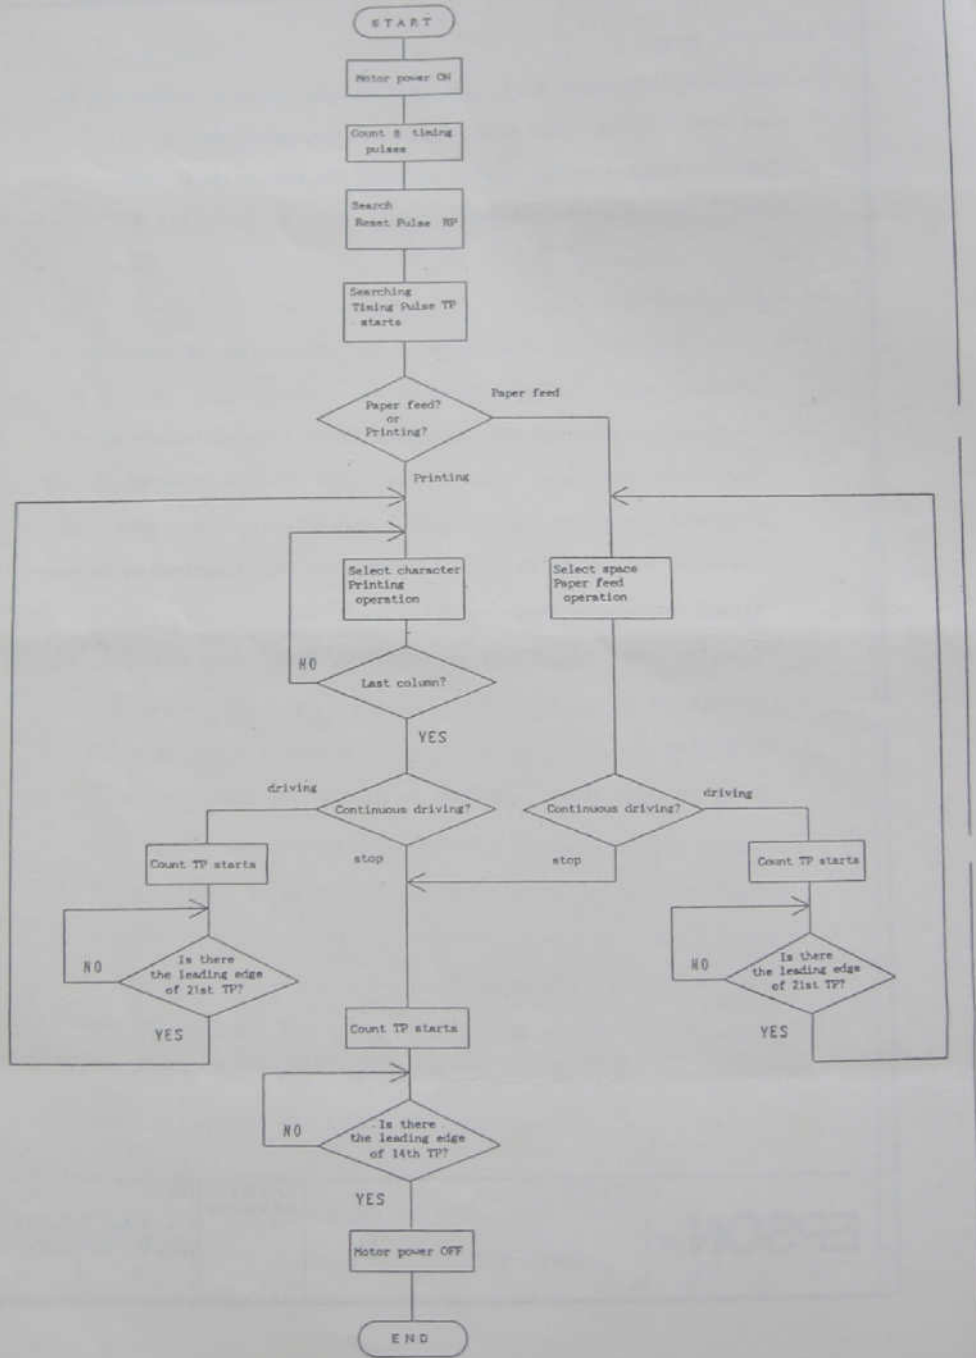 START
Motor power ON
Count 8 timing
pulses
Search
Reset Pulse RP
Searching
Timing Pulse TP
starts
Paper feed?
or
Printing?
Paper feed
Printing
Select character
Printing
operation
Select space
Paper feed
operation
NO
Last column?
YES
driving
Continuous driving?
Continuous driving?
driving
stop
stop
Count TP starts
Count TP starts
NO
Is there
the leading edge
of 21st TP?
YES
NO
Is there
the leading edge
of 21st TP?
YES
Count TP starts
NO
Is there
the leading edge
of 14th TP?
YES
Motor power OFF
END
EPSON